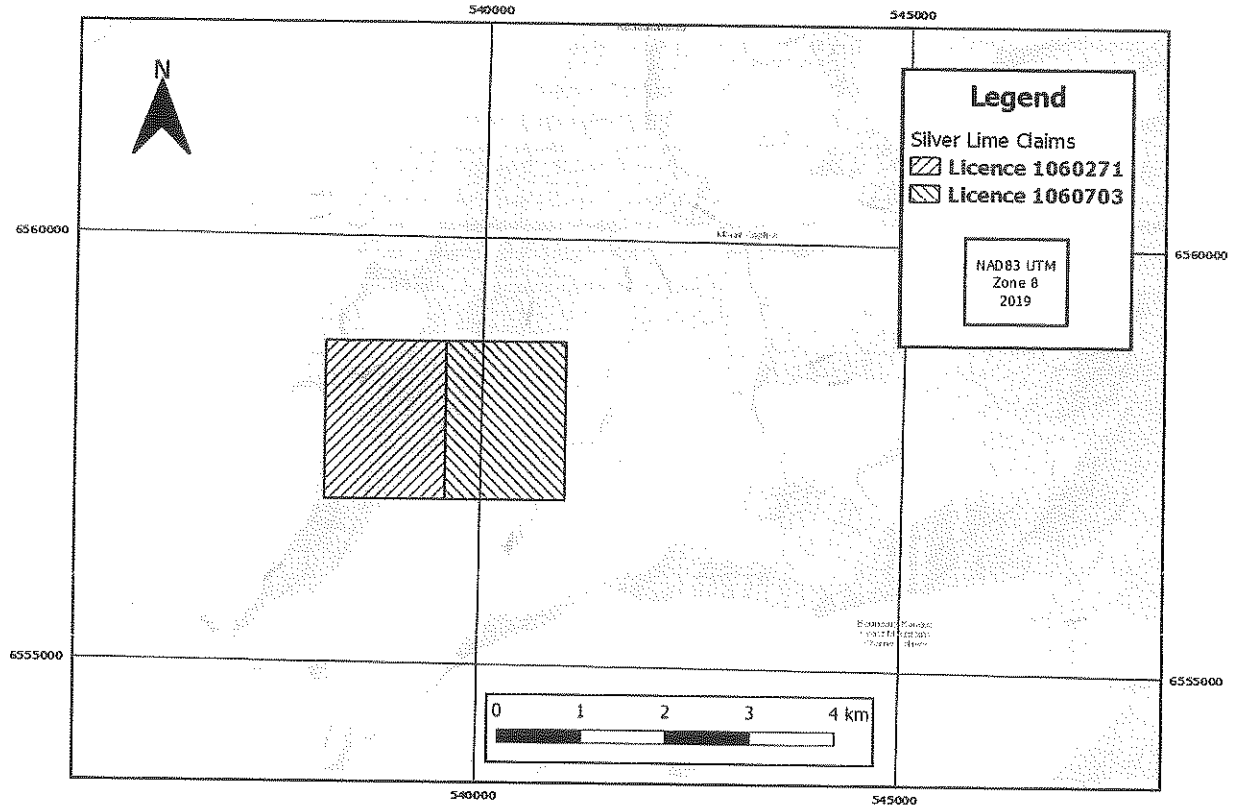 540000
545000
N
Legend
Silver Lime Claims
Licence 1060271
Licence 1060703
6560000
NAD83 UTM
Zone 8
2019
6560000
6555000
6555000
0 1 2 3 4 km
540000
545000